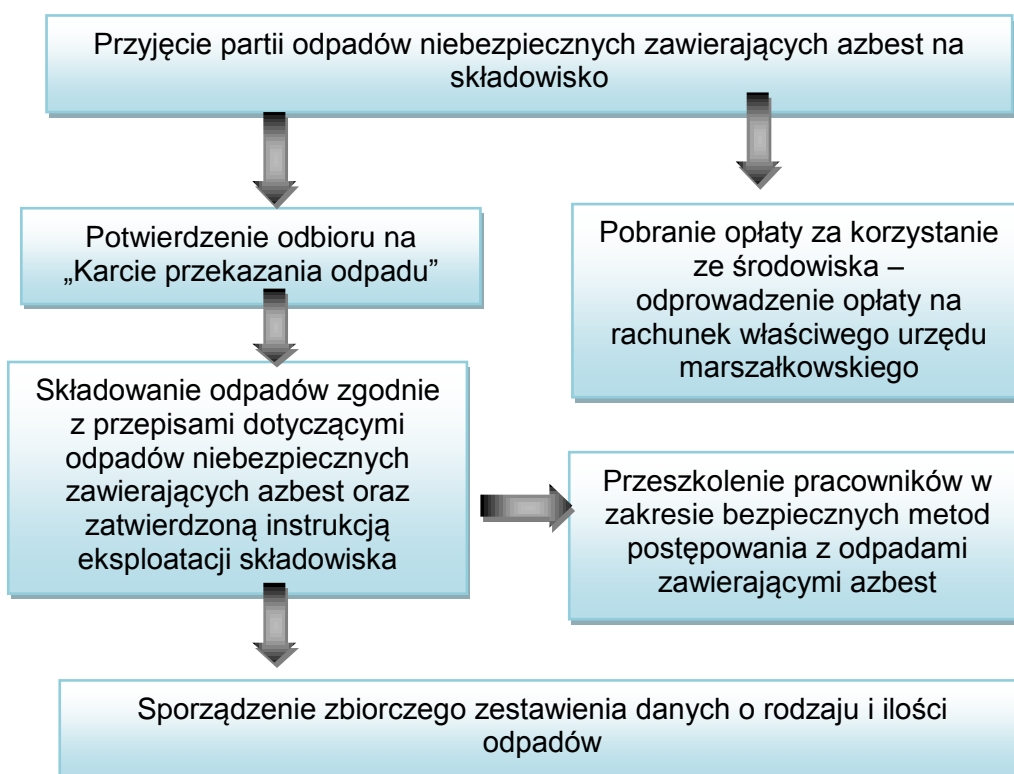 Przyjęcie partii odpadów niebezpiecznych zawierających azbest na
składowisko
Potwierdzenie odbioru na
„Karcie przekazania odpadu”
Pobranie opłaty za korzystanie
ze środowiska –
odprowadzenie opłaty na
rachunek właściwego urzędu
marszałkowskiego
Składowanie odpadów zgodnie
z przepisami dotyczącymi
odpadów niebezpiecznych
zawierających azbest oraz
zatwierdzoną instrukcją
eksploatacji składowiska
Przeszkolenie pracowników w
zakresie bezpiecznych metod
postępowania z odpadami
zawierającymi azbest
Sporządzenie zbiorczego zestawienia danych o rodzaju i ilości
odpadów